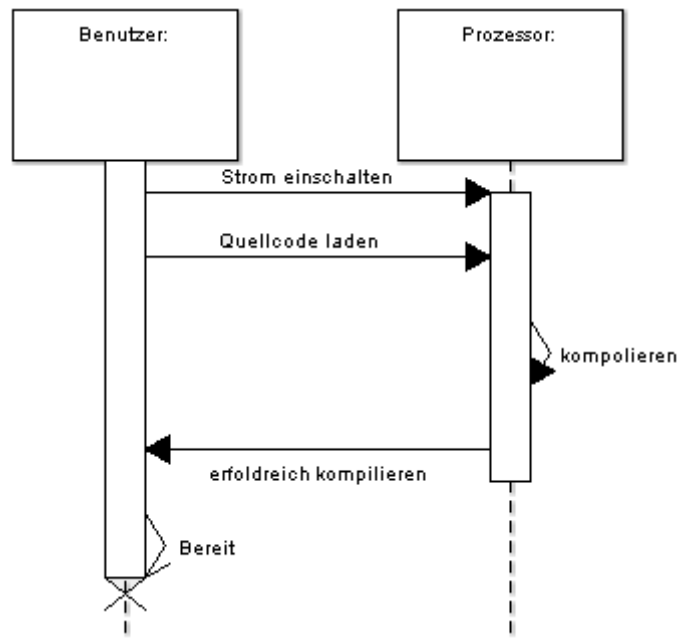 Benutzer:
Prozessor:
Strom einschalten
Quellcode laden
kompolieren
erfoldreich kompilieren
Bereit